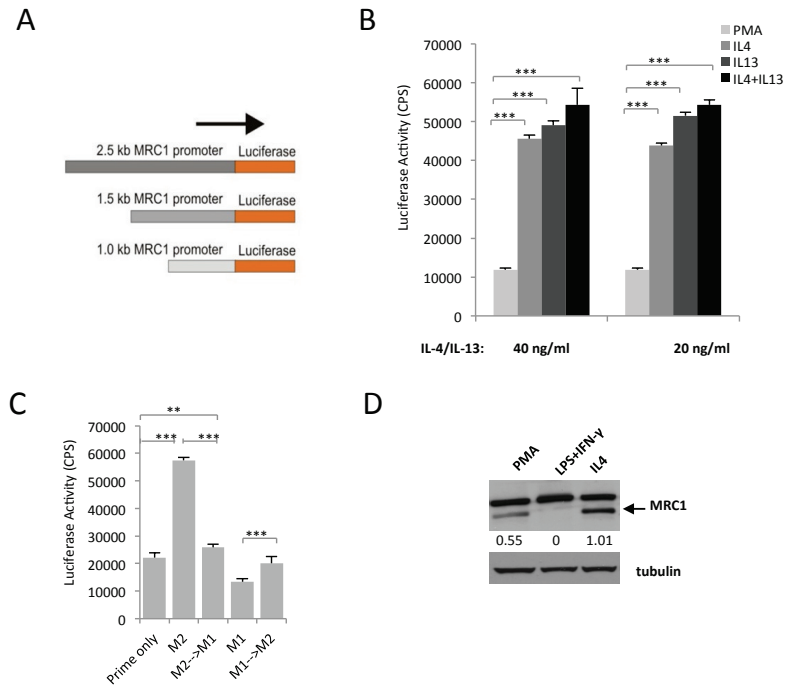 A
2.5 kb MRC1 promoter Luciferase
1.5 kb MRC1 promoter Luciferase
1.0 kb MRC1 promoter Luciferase
B
PMA
IL4
IL13
IL4+IL13
Luciferase Activity (CPS)
70000
60000
50000
40000
30000
20000
10000
0
***
***
***
***
***
***
IL-4/IL-13: 40 ng/ml 20 ng/ml
C
Luciferase Activity (CPS)
70000
60000
50000
40000
30000
20000
10000
0
**
*** ***
***
Prime only
M2
M2-->M1
M1
M1-->M2
D
PMA
LPS+IFN-γ
IL4
MRC1
0.55 0 1.01
tubulin